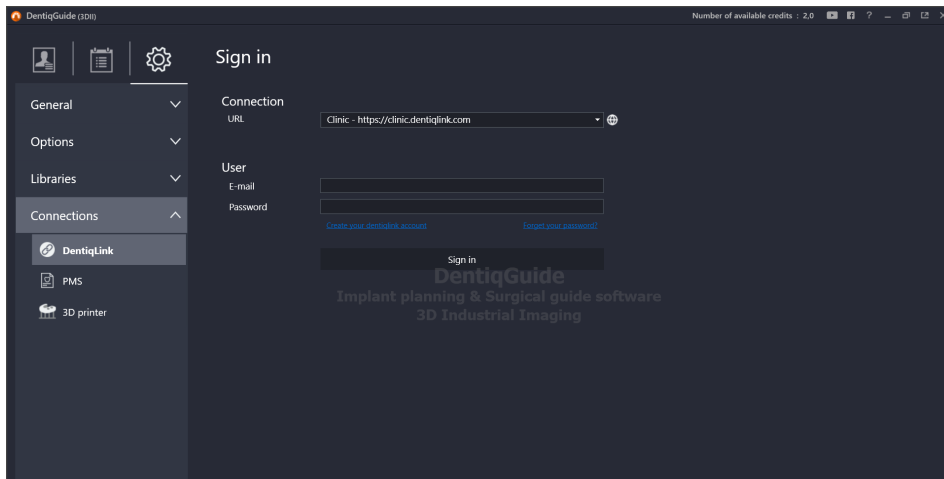 DentiqGuide (3DII)
Number of available credits : 2,0
?
Sign in
General
Options
Libraries
Connections
DentiqLink
PMS
3D printer
Connection
URL
Clinic - https://clinic.dentiqlink.com
User
E-mail
Password
Create your dentiqlink account
Forget your password?
Sign in
DentiqGuide
Implant planning & Surgical guide software
3D Industrial Imaging